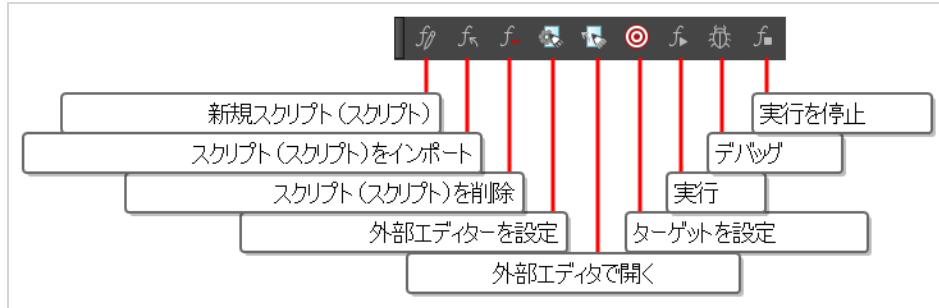 新規スクリプト(スクリプト)
実行を停止
スクリプト(スクリプト)をインポート
デバッグ
スクリプト(スクリプト)を削除
実行
外部エディターを設定
ターゲットを設定
外部エディタで開く